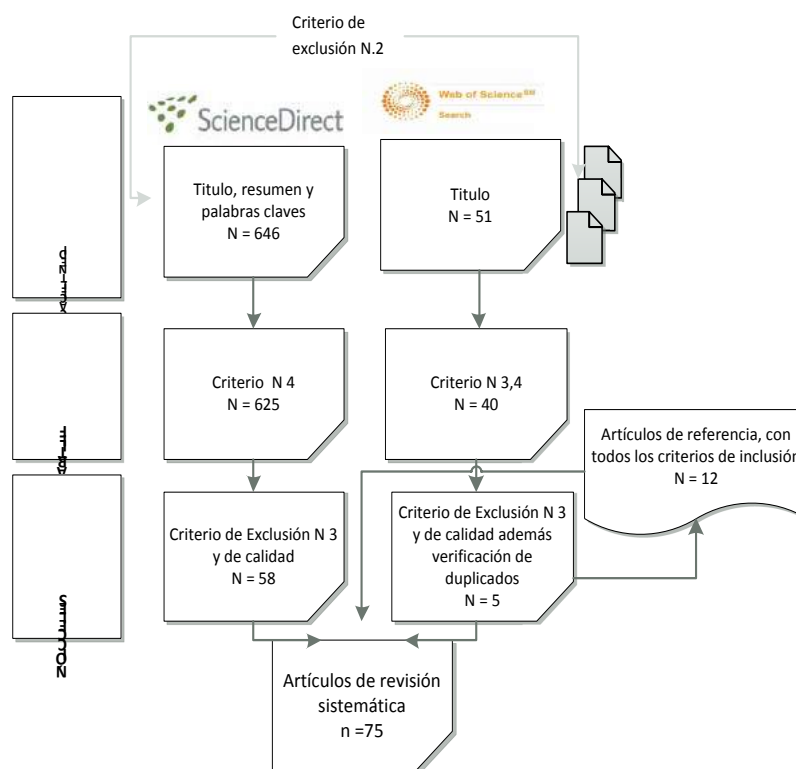 Criterio de
exclusión N.2
ScienceDirect
Web of Science SM
Search
Titulo, resumen y
palabras claves
N = 646
Titulo
N = 51
Criterio N 4
N = 625
Criterio N 3,4
N = 40
Artículos de referencia, con
todos los criterios de inclusión
N = 12
Criterio de Exclusión N 3
y de calidad
N = 58
Criterio de Exclusión N 3
y de calidad además
verificación de
duplicados
N = 5
Artículos de revisión
sistemática
n =75